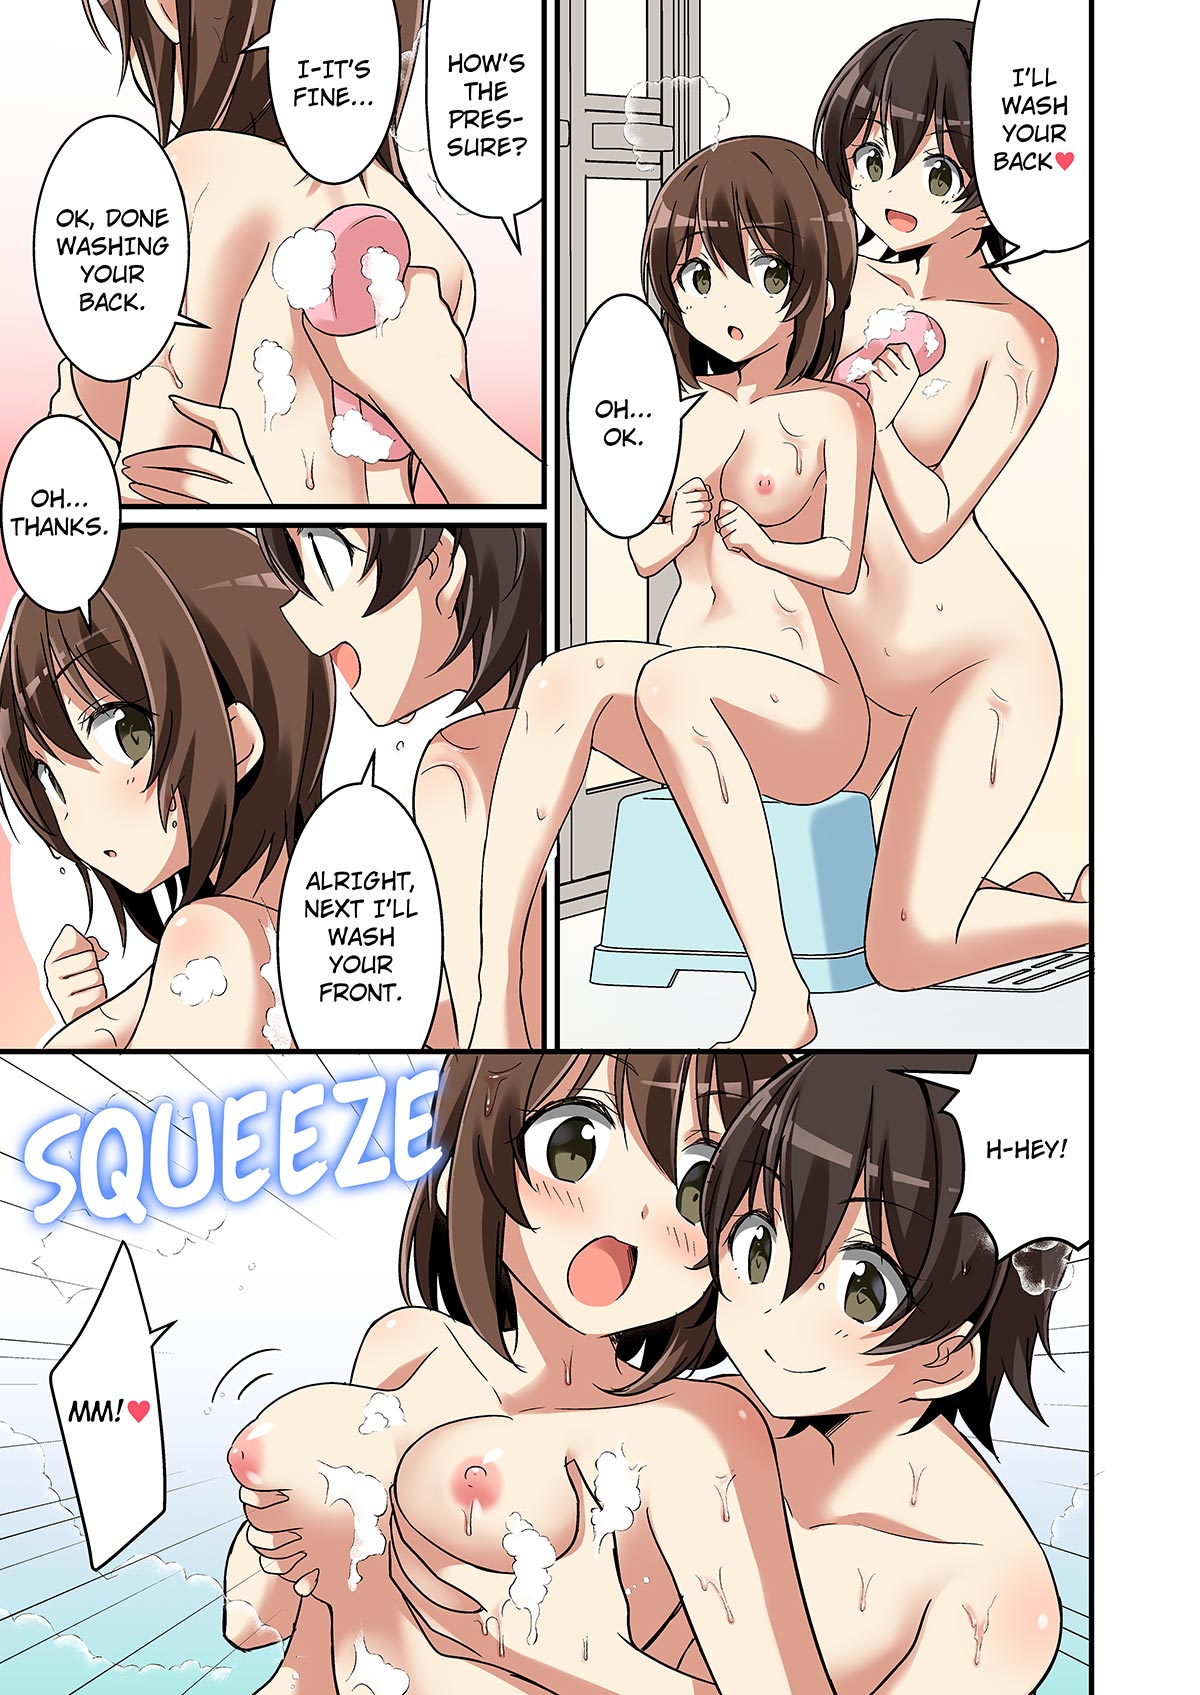 I'LL
WASH
YOUR
BACK♥
OH...
OK.
HOW'S
THE
PRES-
SURE?
I-IT'S
FINE...
OK, DONE
WASHING
YOUR
BACK.
OH...
THANKS.
ALRIGHT,
NEXT I'LL
WASH
YOUR
FRONT.
H-HEY!
SQUEEZE
MM!♥